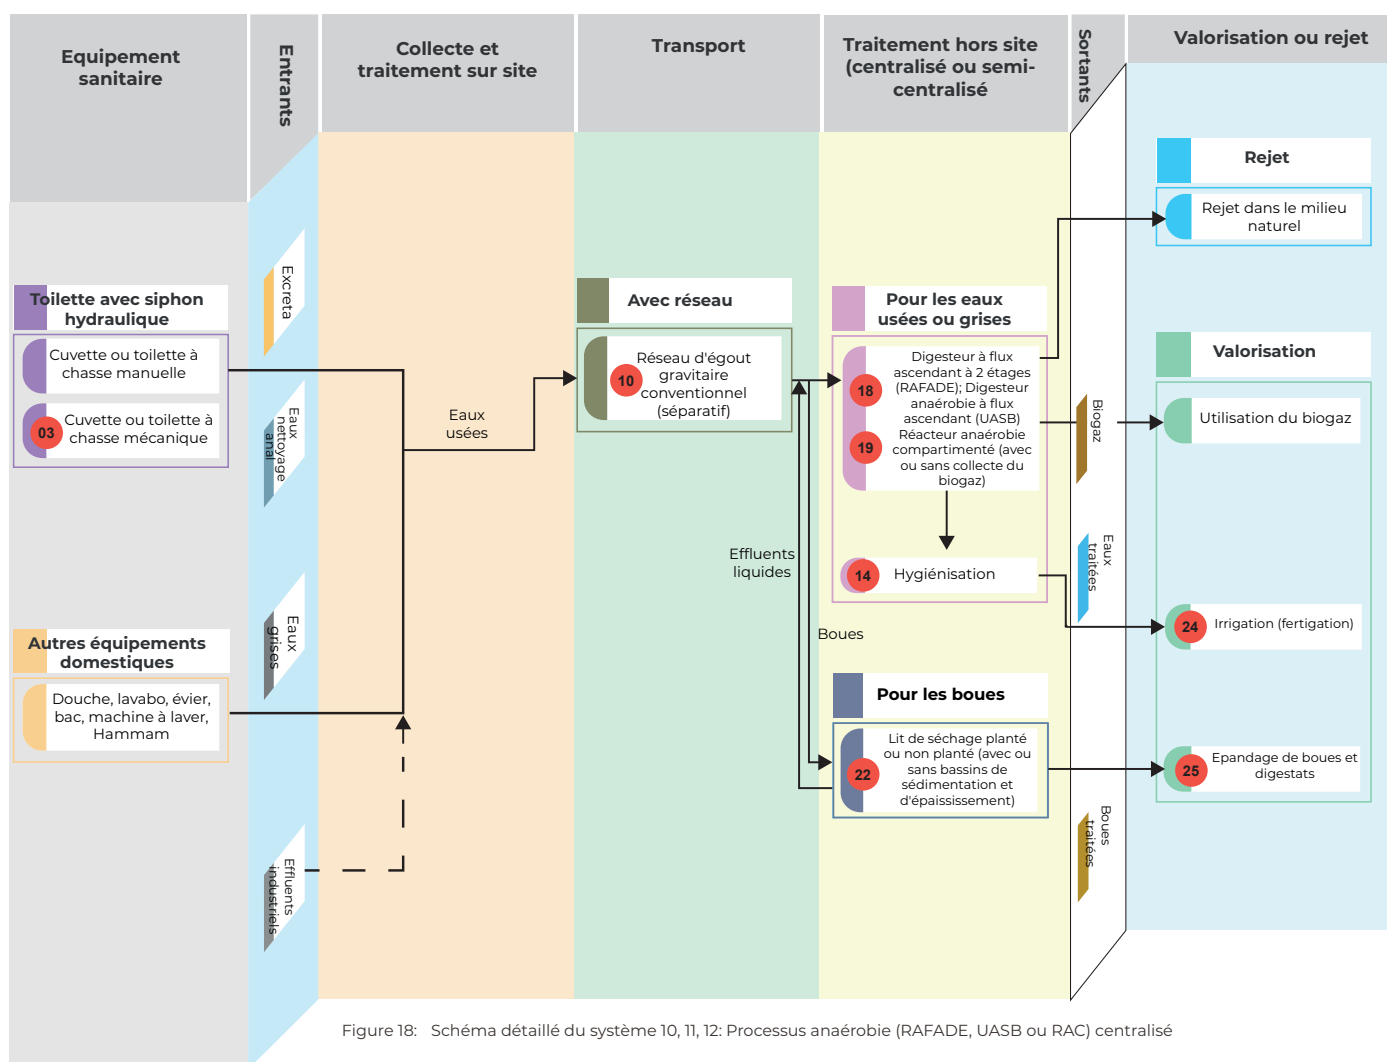 Equipement
sanitaire
Entrants
Collecte et
traitement sur site
Transport
Traitement hors site
(centralisé ou semi-
centralisé
Sortants
Valorisation ou rejet
Toilette avec siphon
hydraulique
Cuvette ou toilette à
chasse manuelle
03
Cuvette ou toilette à
chasse mécanique
Autres équipements
domestiques
Douche, lavabo, évier,
bac, machine à laver,
Hammam
Excreta
Eaux
nettoyage
anal
Eaux
grises
Effluents
industriels
Eaux
usées
Avec réseau
10
Réseau d'égout
gravitaire
conventionnel
(séparatif)
Effluents
liquides
Boues
Pour les eaux
usées ou grises
18
19
Digesteur à flux
ascendant à 2 étages
(RAFADE); Digesteur
anaérobie à flux
ascendant (UASB)
Réacteur anaérobie
compartimenté (avec
ou sans collecte du
biogaz)
14
Hygiénisation
Pour les boues
22
Lit de séchage planté
ou non planté (avec ou
sans bassins de
sédimentation et
d'épaississement)
Biogaz
Eaux
traitées
Boues
traitées
Rejet
Rejet dans le milieu
naturel
Valorisation
Utilisation du biogaz
24
Irrigation (fertigation)
25
Epandage de boues et
digestats
Figure 18: Schéma détaillé du système 10, 11, 12: Processus anaérobie (RAFADE, UASB ou RAC) centralisé